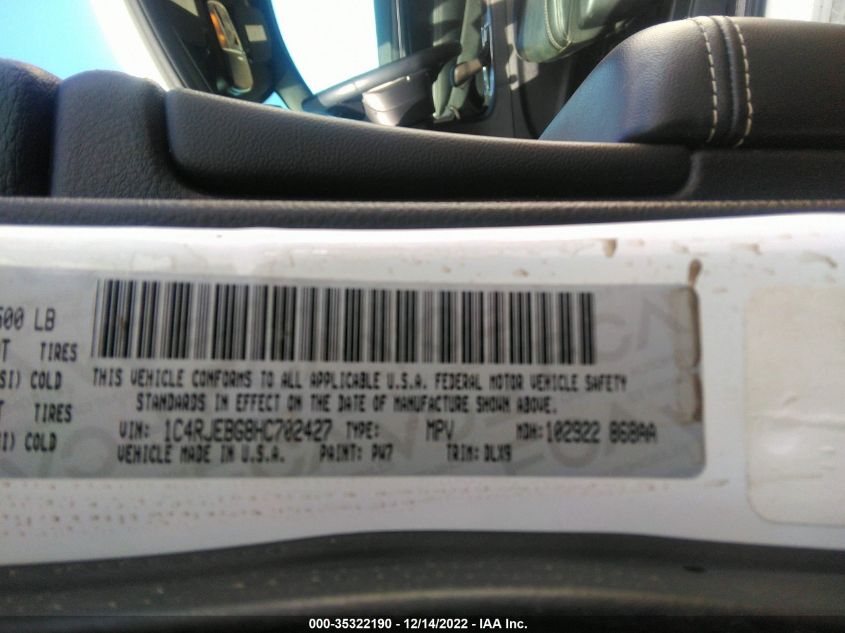 500 LB
T TIRES
SI) COLD
T TIRES
SI) COLD
THIS VEHICLE CONFORMS TO ALL APPLICABLE U.S.A. FEDERAL MOTOR VEHICLE SAFETY
STANDARDS IN EFFECT ON THE DATE OF MANUFACTURE SHOWN ABOVE.
VIN: 1C4RJEBG8HC702427 TYPE: MPV MDH:102922 868AA
VEHICLE MADE IN U.S.A. PAINT: PW7 TRIM: DLX9
000-35322190 - 12/14/2022 - IAA Inc.